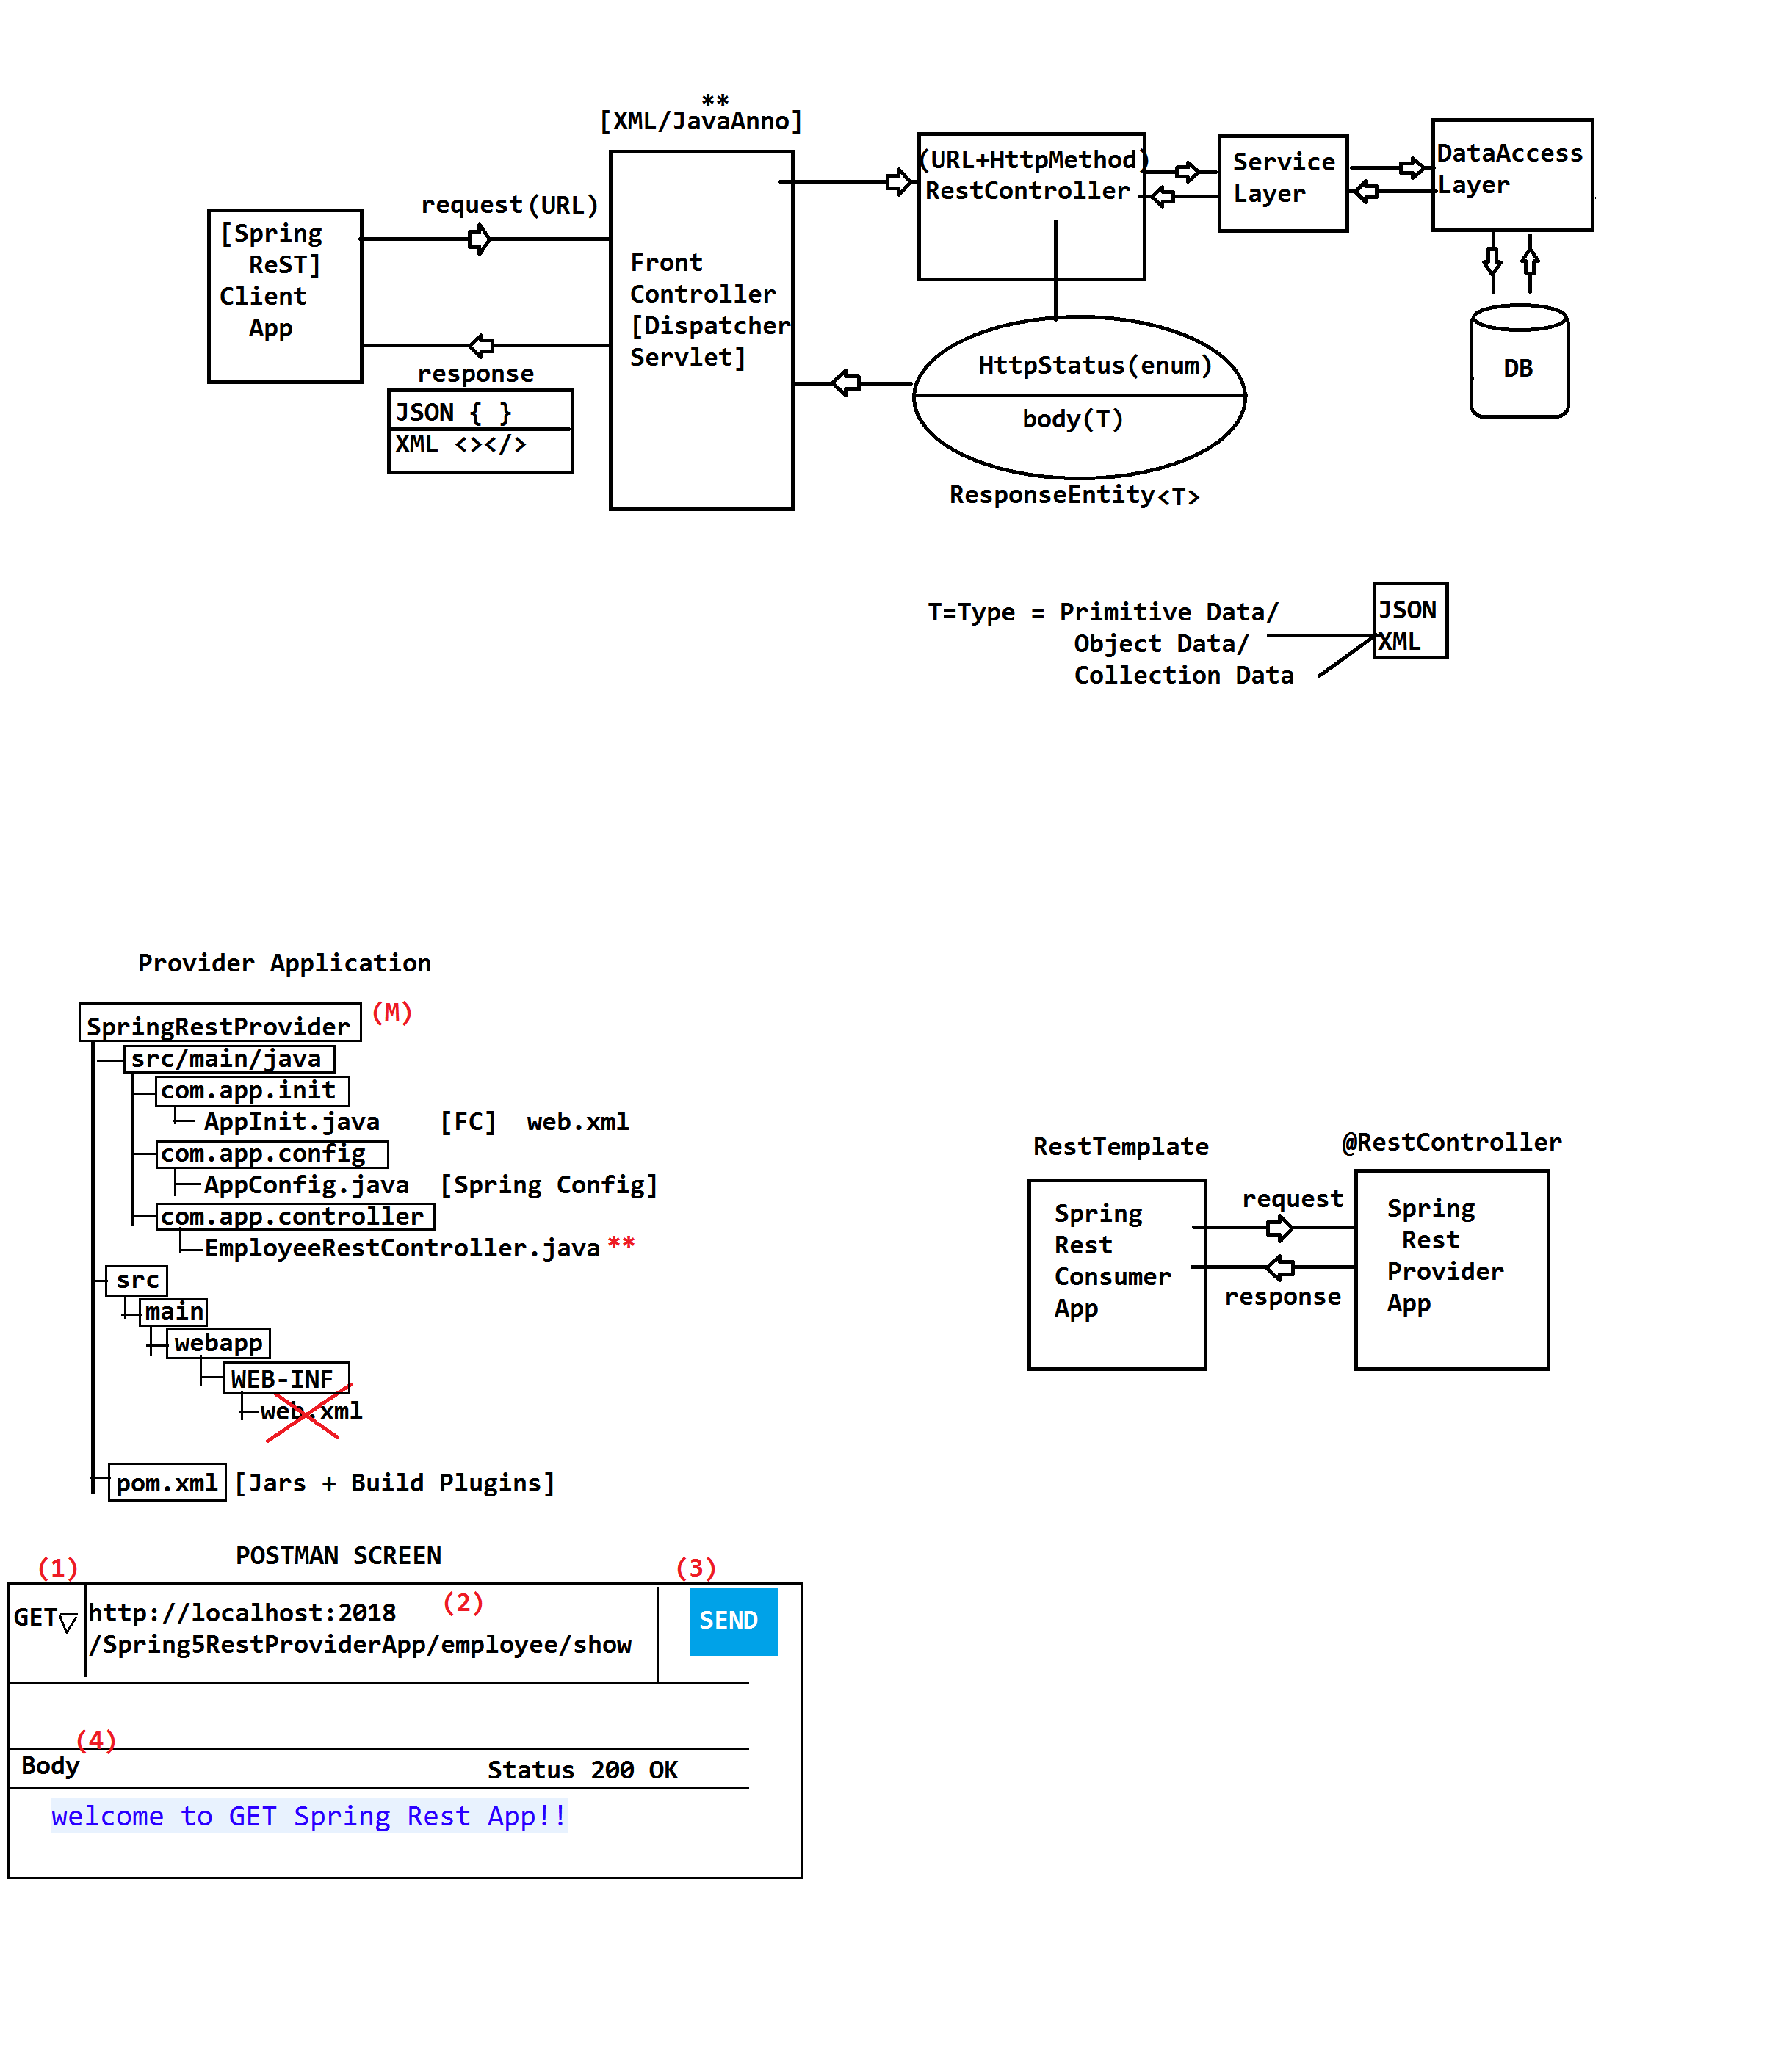 **
[XML/JavaAnno]
request(URL)
[Spring
ReST]
Client
App
response
JSON { }
XML <></>
Front
Controller
[Dispatcher
Servlet]
(URL+HttpMethod)
RestController
Service
Layer
DataAccess
Layer
DB
HttpStatus(enum)
body(T)
ResponseEntity<T>
T=Type = Primitive Data/
Object Data/
Collection Data
JSON
XML
Provider Application
SpringRestProvider (M)
src/main/java
com.app.init
AppInit.java [FC] web.xml
com.app.config
AppConfig.java [Spring Config]
com.app.controller
EmployeeRestController.java **
src
main
webapp
WEB-INF
web.xml
pom.xml [Jars + Build Plugins]
RestTemplate
@RestController
Spring
Rest
Consumer
App
request
response
Spring
Rest
Provider
App
POSTMAN SCREEN
(1)
(3)
GET
http://localhost:2018 (2)
/Spring5RestProviderApp/employee/show
SEND
(4)
Body
Status 200 OK
welcome to GET Spring Rest App!!